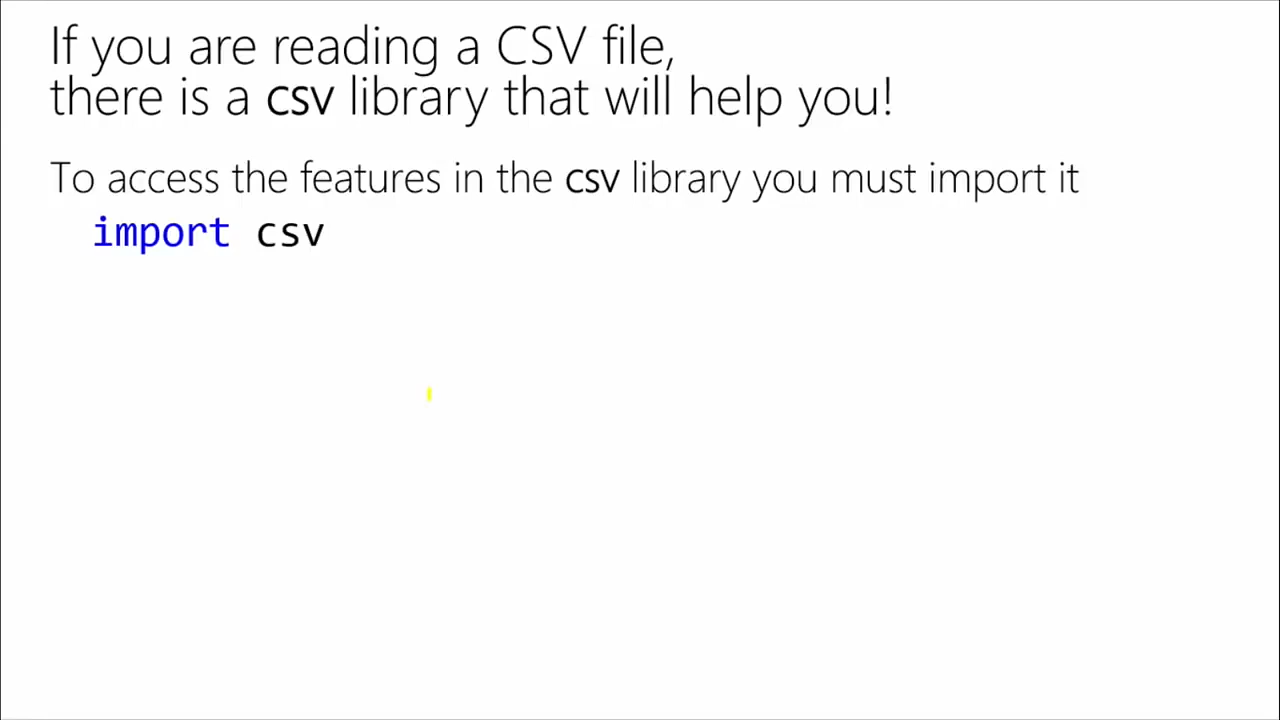 If you are reading a CSV file,
there is a csv library that will help you!
To access the features in the csv library you must import it
import csv